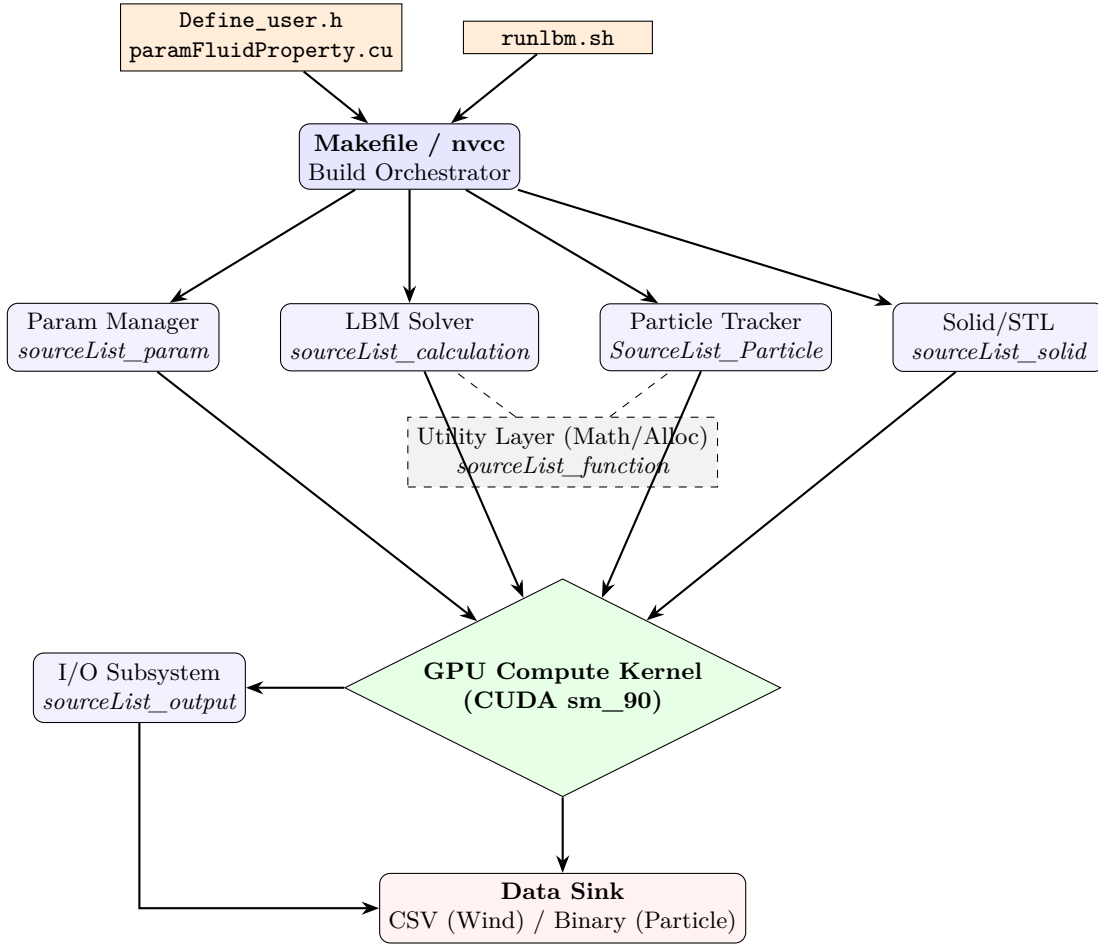 Define_user.h
paramFluidProperty.cu
runlbm.sh
Makefile / nvcc
Build Orchestrator
Param Manager
sourceList_param
LBM Solver
sourceList_calculation
Particle Tracker
SourceList_Particle
Solid/STL
sourceList_solid
Utility Layer (Math/Alloc)
sourceList_function
GPU Compute Kernel
(CUDA sm_90)
I/O Subsystem
sourceList_output
Data Sink
CSV (Wind) / Binary (Particle)